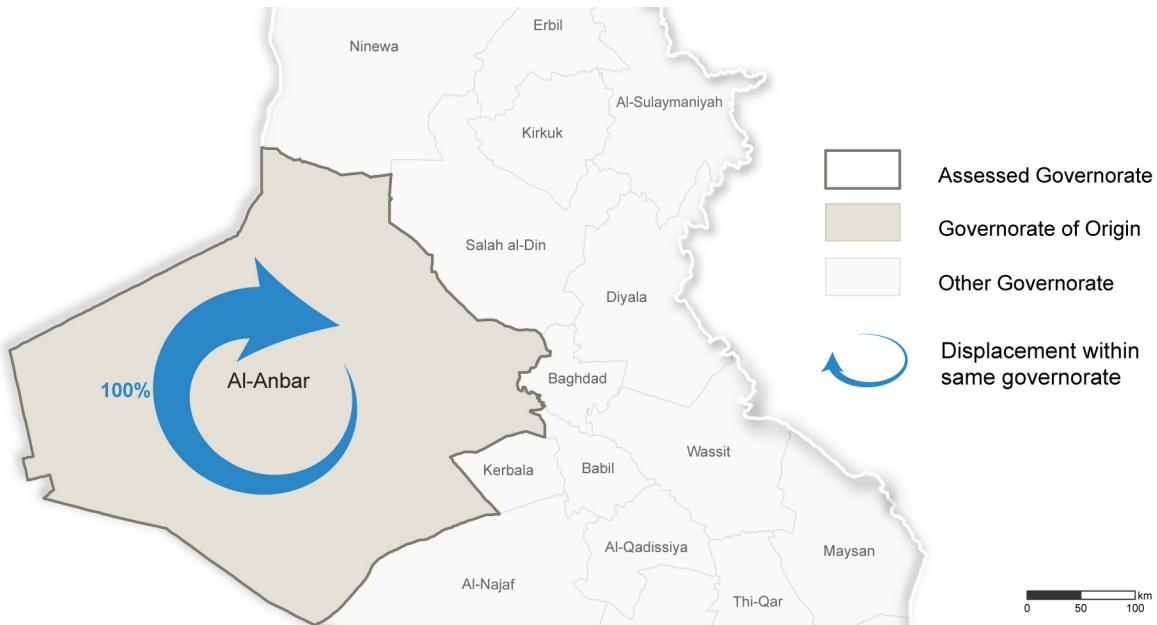 Erbil
Ninewa
Al-Sulaymaniyah
Kirkuk
Assessed Governorate
Governorate of Origin
Salah al-Din
Other Governorate
Diyala
Displacement within
same governorate
Al-Anbar
Baghdad
100%
Wassit
Kerbala
Babil
Al-Qadissiya
Maysan
Al-Najaf
Thi-Qar
km
0 50 100